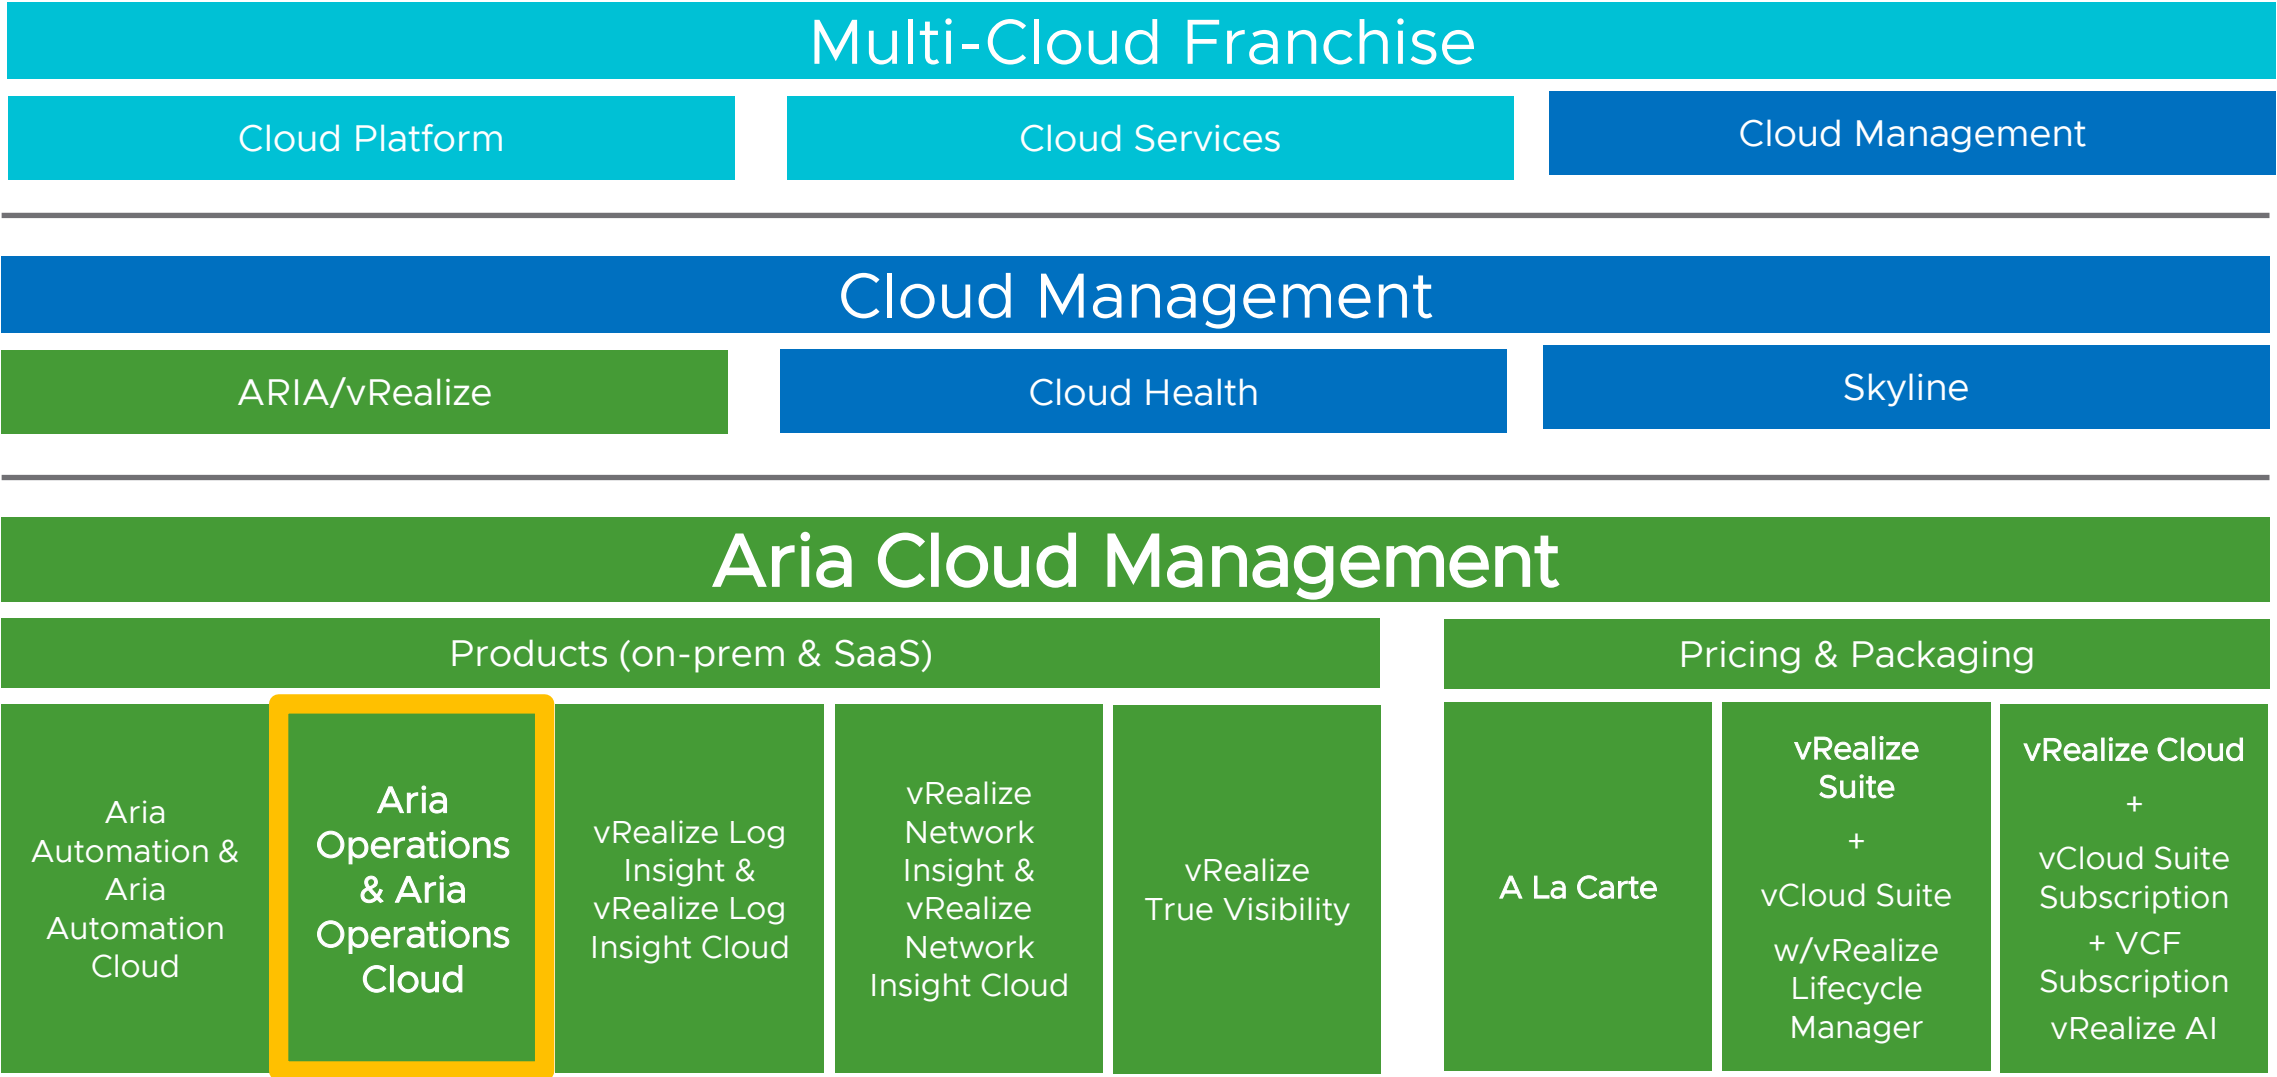 Multi-Cloud Franchise
Cloud Platform
Cloud Services
Cloud Management
Cloud Management
ARIA/vRealize
Cloud Health
Skyline
Aria Cloud Management
Products (on-prem & SaaS)
Pricing & Packaging
Aria
Automation &
Aria
Automation
Cloud
Aria
Operations
& Aria
Operations
Cloud
vRealize Log
Insight &
vRealize Log
Insight Cloud
vRealize
Network
Insight &
vRealize
Network
Insight Cloud
vRealize
True Visibility
A La Carte
vRealize
Suite
+
vCloud Suite
w/vRealize
Lifecycle
Manager
vRealize Cloud
+
vCloud Suite
Subscription
+ VCF
Subscription
vRealize AI